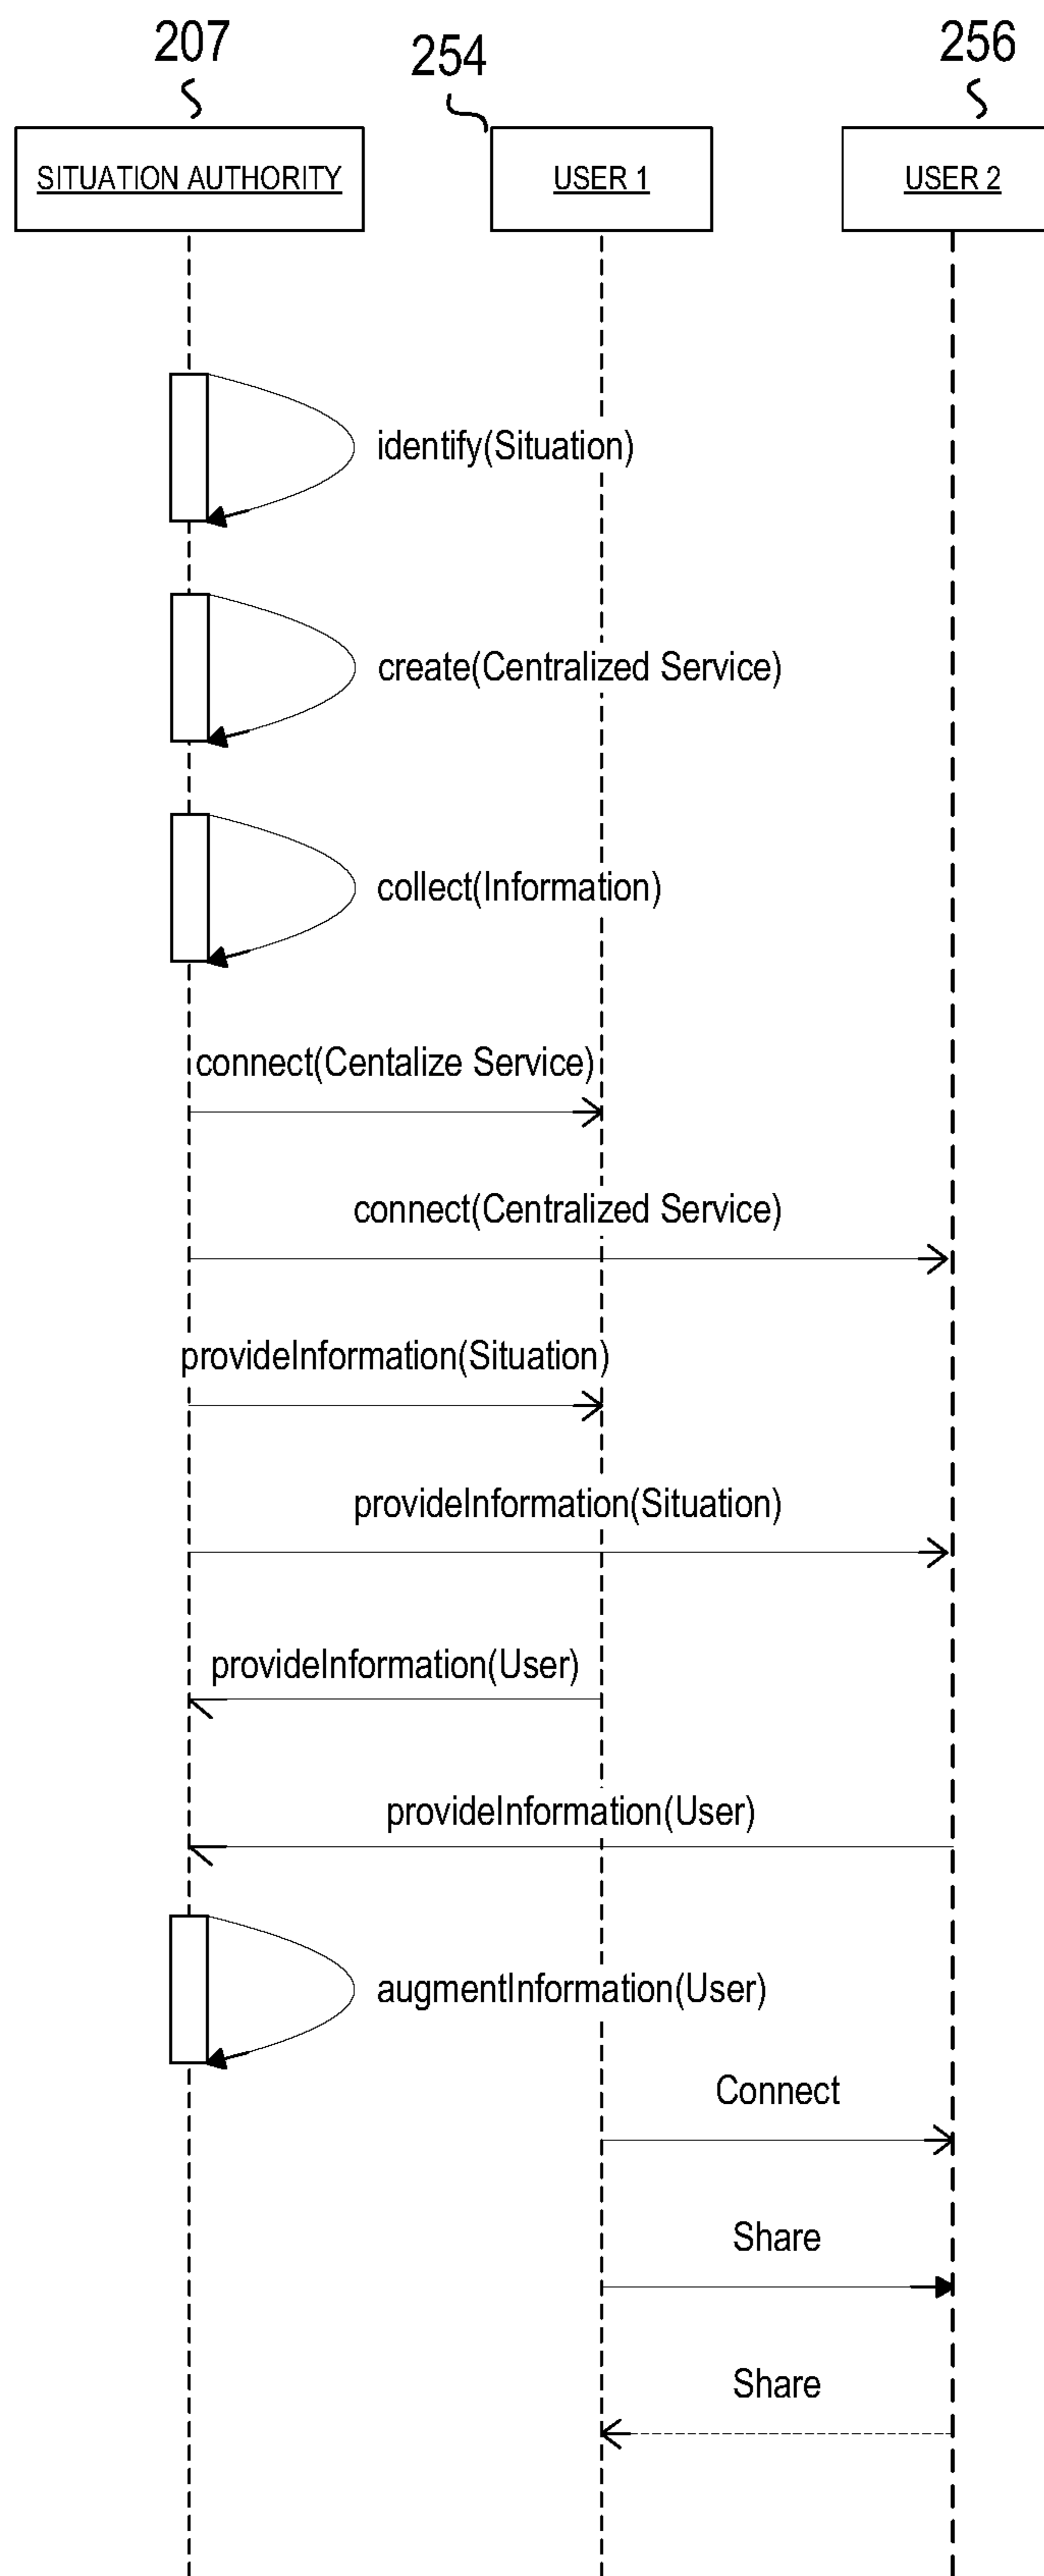 207
254
256
SITUATION AUTHORITY
USER 1
USER 2
identify(Situation)
create(Centralized Service)
collect(Information)
connect(Centalize Service)
connect(Centralized Service)
provideInformation(Situation)
provideInformation(Situation)
provideInformation(User)
provideInformation(User)
augmentInformation(User)
Connect
Share
Share